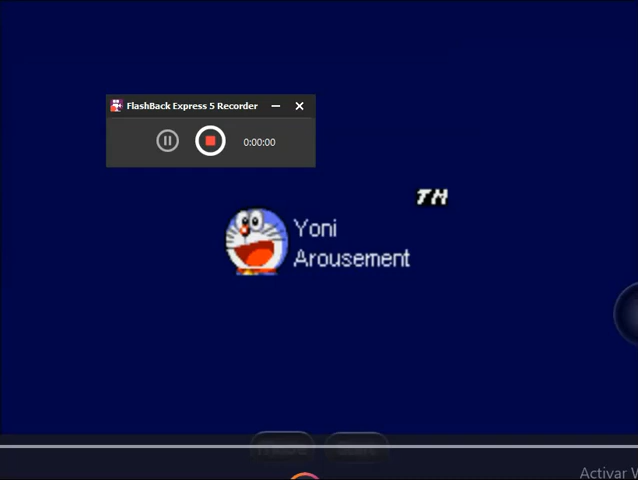 FlashBack Express 5 Recorder
0:00:00
TM
Yoni
Arousement
Activar W